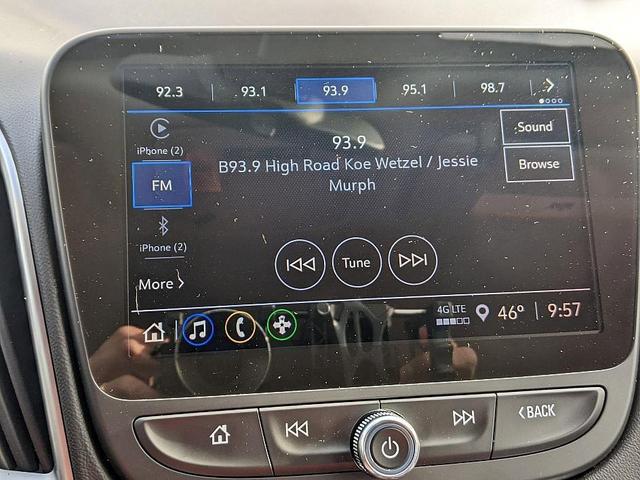 92.3 93.1 93.9 95.1 98.7
iPhone (2)
FM
iPhone (2)
More
93.9
B93.9 High Road Koe Wetzel / Jessie
Murph
Tune
Sound
Browse
4G LTE 46° 9:57
BACK